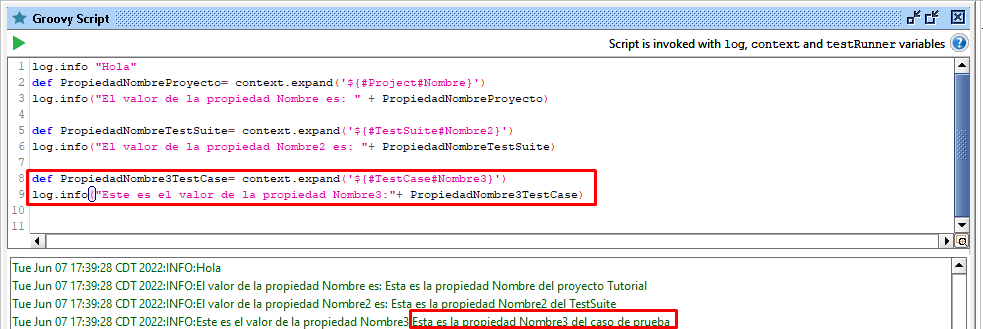 Groovy Script
Script is invoked with log, context and testRunner variables
1 log.info "Hola"
2 def PropiedadNombreProyecto= context.expand('${#Project#Nombre}')
3 log.info("El valor de la propiedad Nombre es: " + PropiedadNombreProyecto)
4
5 def PropiedadNombreTestSuite= context.expand('${#TestSuite#Nombre2}')
6 log.info("El valor de la propiedad Nombre2 es: "+ PropiedadNombreTestSuite)
7
8 def PropiedadNombre3TestCase= context.expand('${#TestCase#Nombre3}')
9 log.info("Este es el valor de la propiedad Nombre3:"+ PropiedadNombre3TestCase)
10
11
Tue Jun 07 17:39:28 CDT 2022:INFO:Hola
Tue Jun 07 17:39:28 CDT 2022:INFO:El valor de la propiedad Nombre es: Esta es la propiedad Nombre del proyecto Tutorial
Tue Jun 07 17:39:28 CDT 2022:INFO:El valor de la propiedad Nombre2 es: Esta es la propiedad Nombre2 del TestSuite
Tue Jun 07 17:39:28 CDT 2022:INFO:Este es el valor de la propiedad Nombre3 Esta es la propiedad Nombre3 del caso de prueba